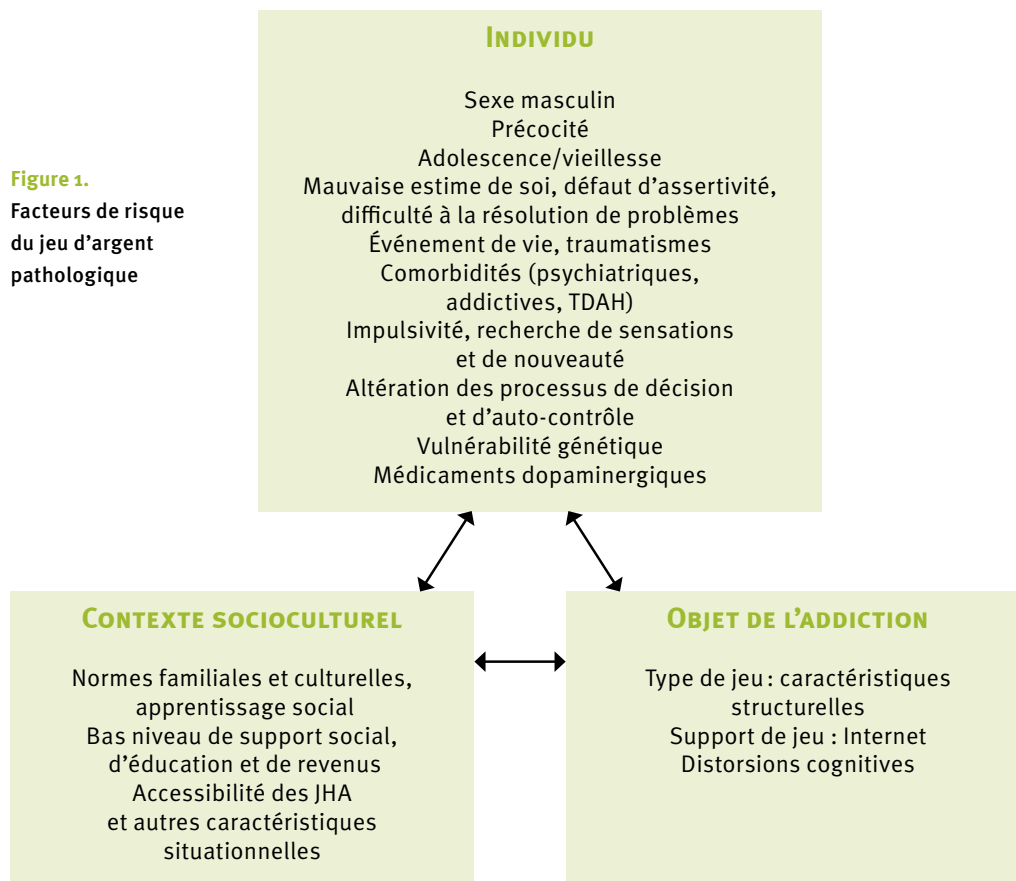 Figure 1.
Facteurs de risque
du jeu d'argent
pathologique
Individu
Sexe masculin
Précocité
Adolescence/vieillesse
Mauvaise estime de soi, défaut d'assertivité,
difficulté à la résolution de problèmes
Événement de vie, traumatismes
Comorbidités (psychiatriques,
addictives, TDAH)
Impulsivité, recherche de sensations
et de nouveauté
Altération des processus de décision
et d'auto-contrôle
Vulnérabilité génétique
Médicaments dopaminergiques
Contexte socioculturel
Normes familiales et culturelles,
apprentissage social
Bas niveau de support social,
d'éducation et de revenus
Accessibilité des JHA
et autres caractéristiques
situationnelles
Objet de l'addiction
Type de jeu : caractéristiques
structurelles
Support de jeu : Internet
Distorsions cognitives